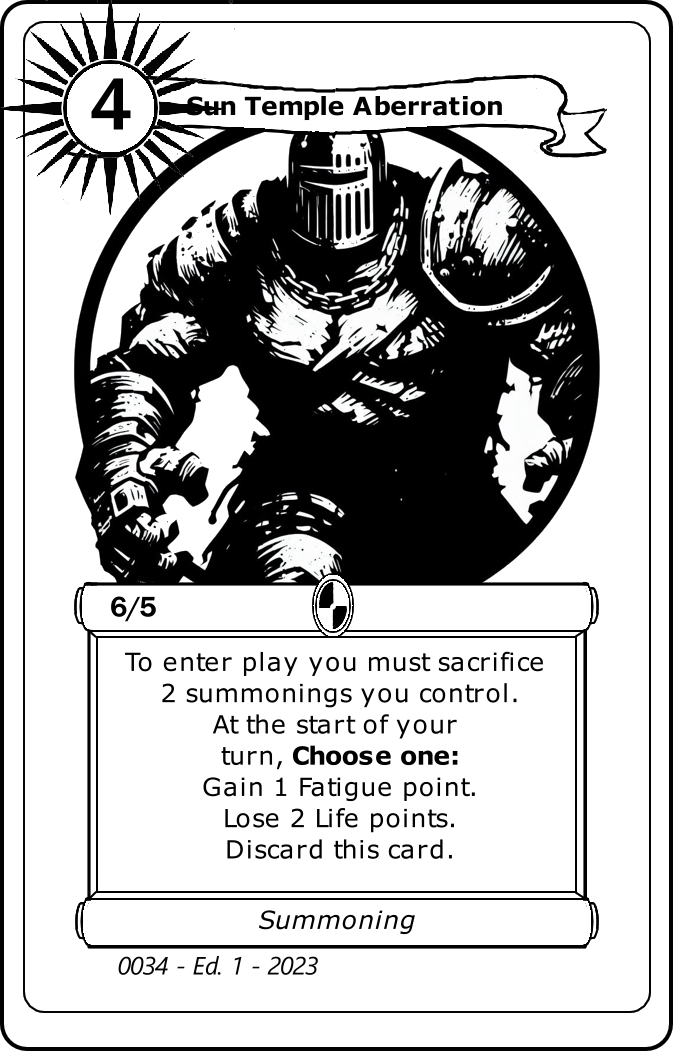 4
Sun Temple Aberration
6/5
To enter play you must sacrifice
2 summonings you control.
At the start of your
turn, Choose one:
Gain 1 Fatigue point.
Lose 2 Life points.
Discard this card.
Summoning
0034 - Ed. 1 - 2023